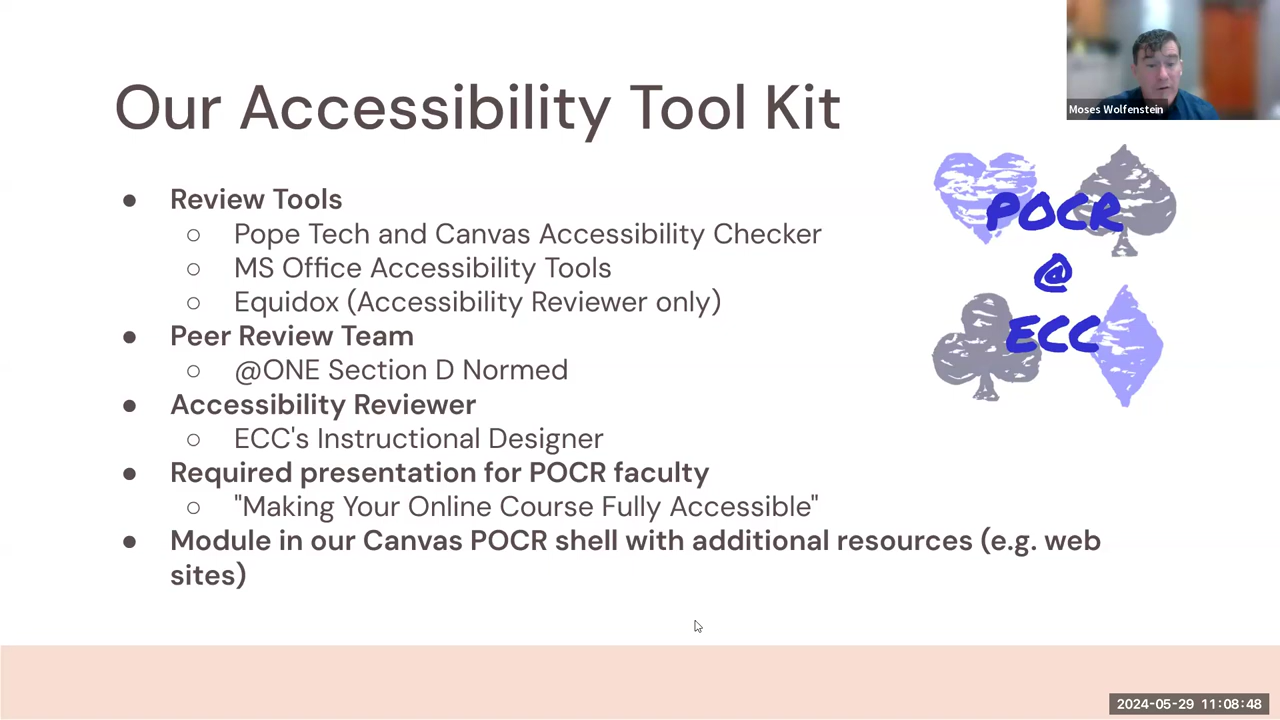 Our Accessibility Tool Kit
Moses Wolfenstein
● Review Tools
○ Pope Tech and Canvas Accessibility Checker
○ MS Office Accessibility Tools
○ Equidox (Accessibility Reviewer only)
● Peer Review Team
○ @ONE Section D Normed
● Accessibility Reviewer
○ ECC's Instructional Designer
● Required presentation for POCR faculty
○ "Making Your Online Course Fully Accessible"
● Module in our Canvas POCR shell with additional resources (e.g. web
sites)
POCR
@
ECC
2024-05-29 11:08:48